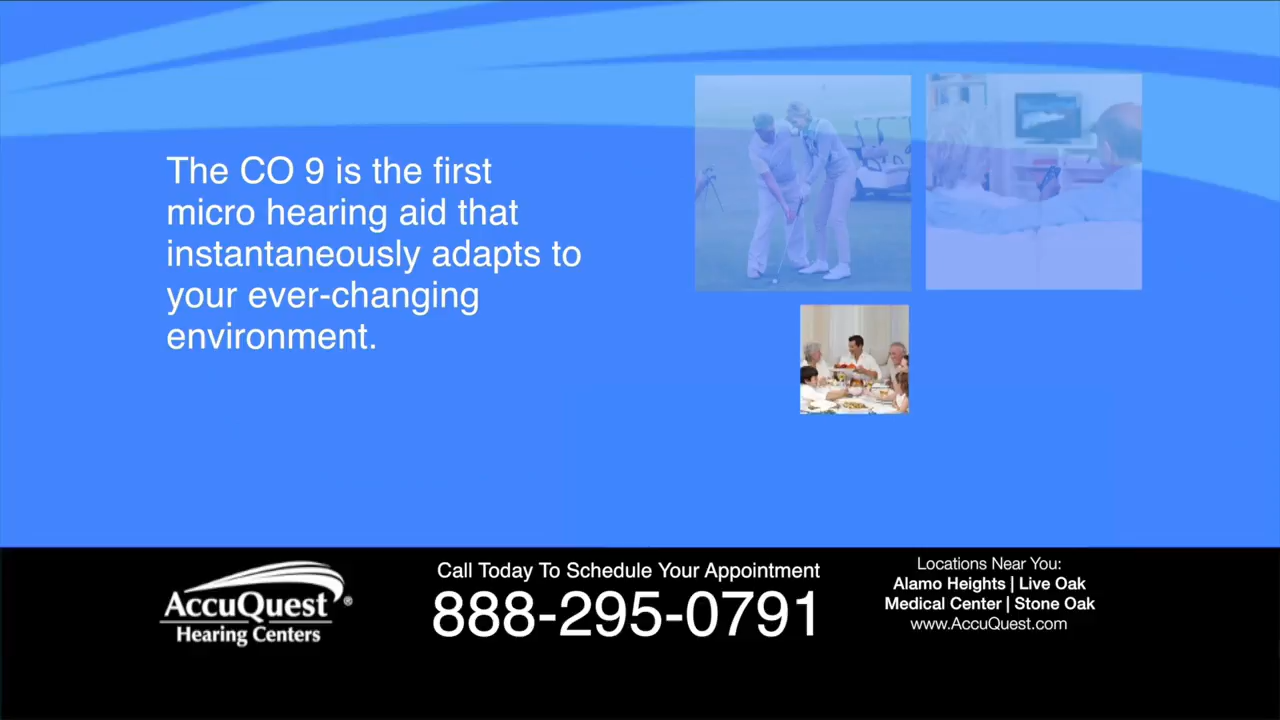 The CO 9 is the first
micro hearing aid that
instantaneously adapts to
your ever-changing
environment.
AccuQuest®
Hearing Centers
Call Today To Schedule Your Appointment
888-295-0791
Locations Near You:
Alamo Heights | Live Oak
Medical Center | Stone Oak
www.AccuQuest.com